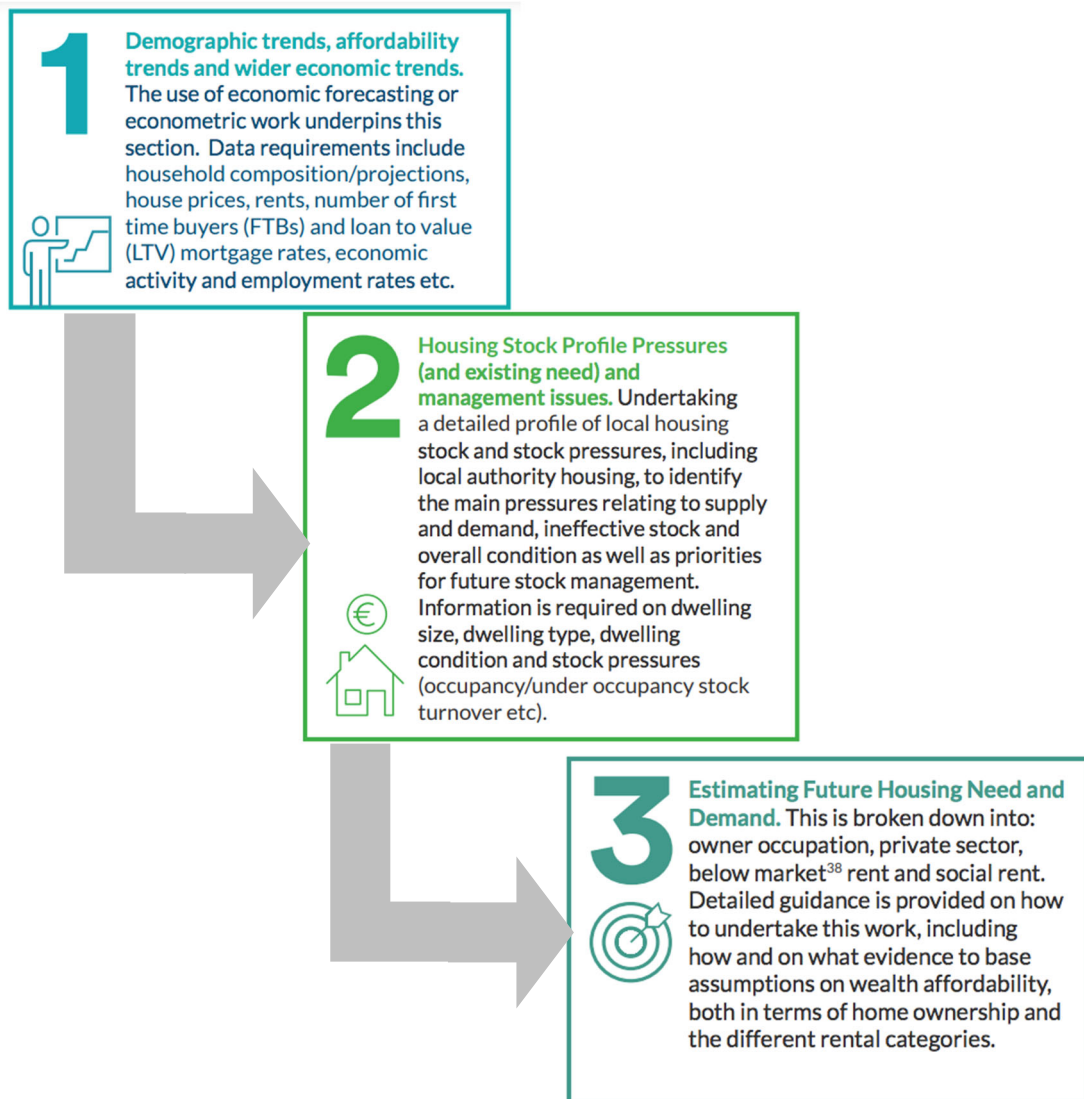 1
Demographic trends, affordability
trends and wider economic trends.
The use of economic forecasting or
econometric work underpins this
section. Data requirements include
household composition/projections,
house prices, rents, number of first
time buyers (FTBs) and loan to value
(LTV) mortgage rates, economic
activity and employment rates etc.
2
Housing Stock Profile Pressures
(and existing need) and
management issues. Undertaking
a detailed profile of local housing
stock and stock pressures, including
local authority housing, to identify
the main pressures relating to supply
and demand, ineffective stock and
overall condition as well as priorities
for future stock management.
Information is required on dwelling
size, dwelling type, dwelling
condition and stock pressures
(occupancy/under occupancy stock
turnover etc).
€
3
Estimating Future Housing Need and
Demand. This is broken down into:
owner occupation, private sector,
below market³⁸ rent and social rent.
Detailed guidance is provided on how
to undertake this work, including
how and on what evidence to base
assumptions on wealth affordability,
both in terms of home ownership and
the different rental categories.